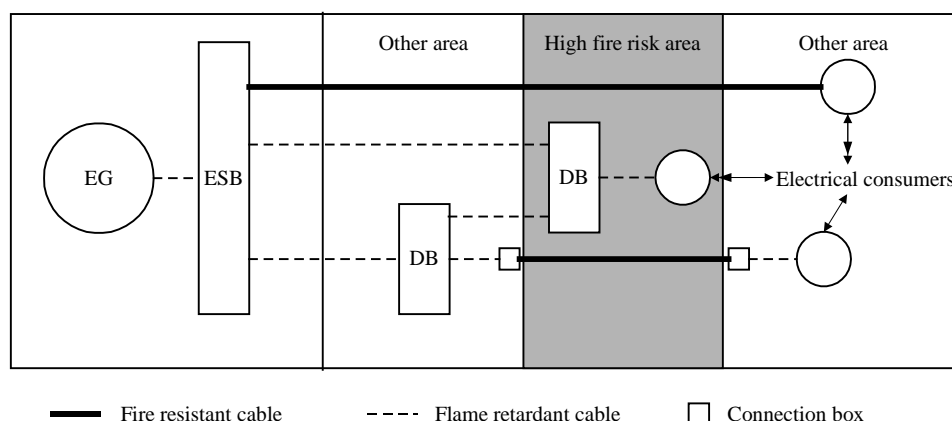 Other area
High fire risk area
Other area
EG
ESB
DB
DB
Electrical consumers
Fire resistant cable
Flame retardant cable
Connection box